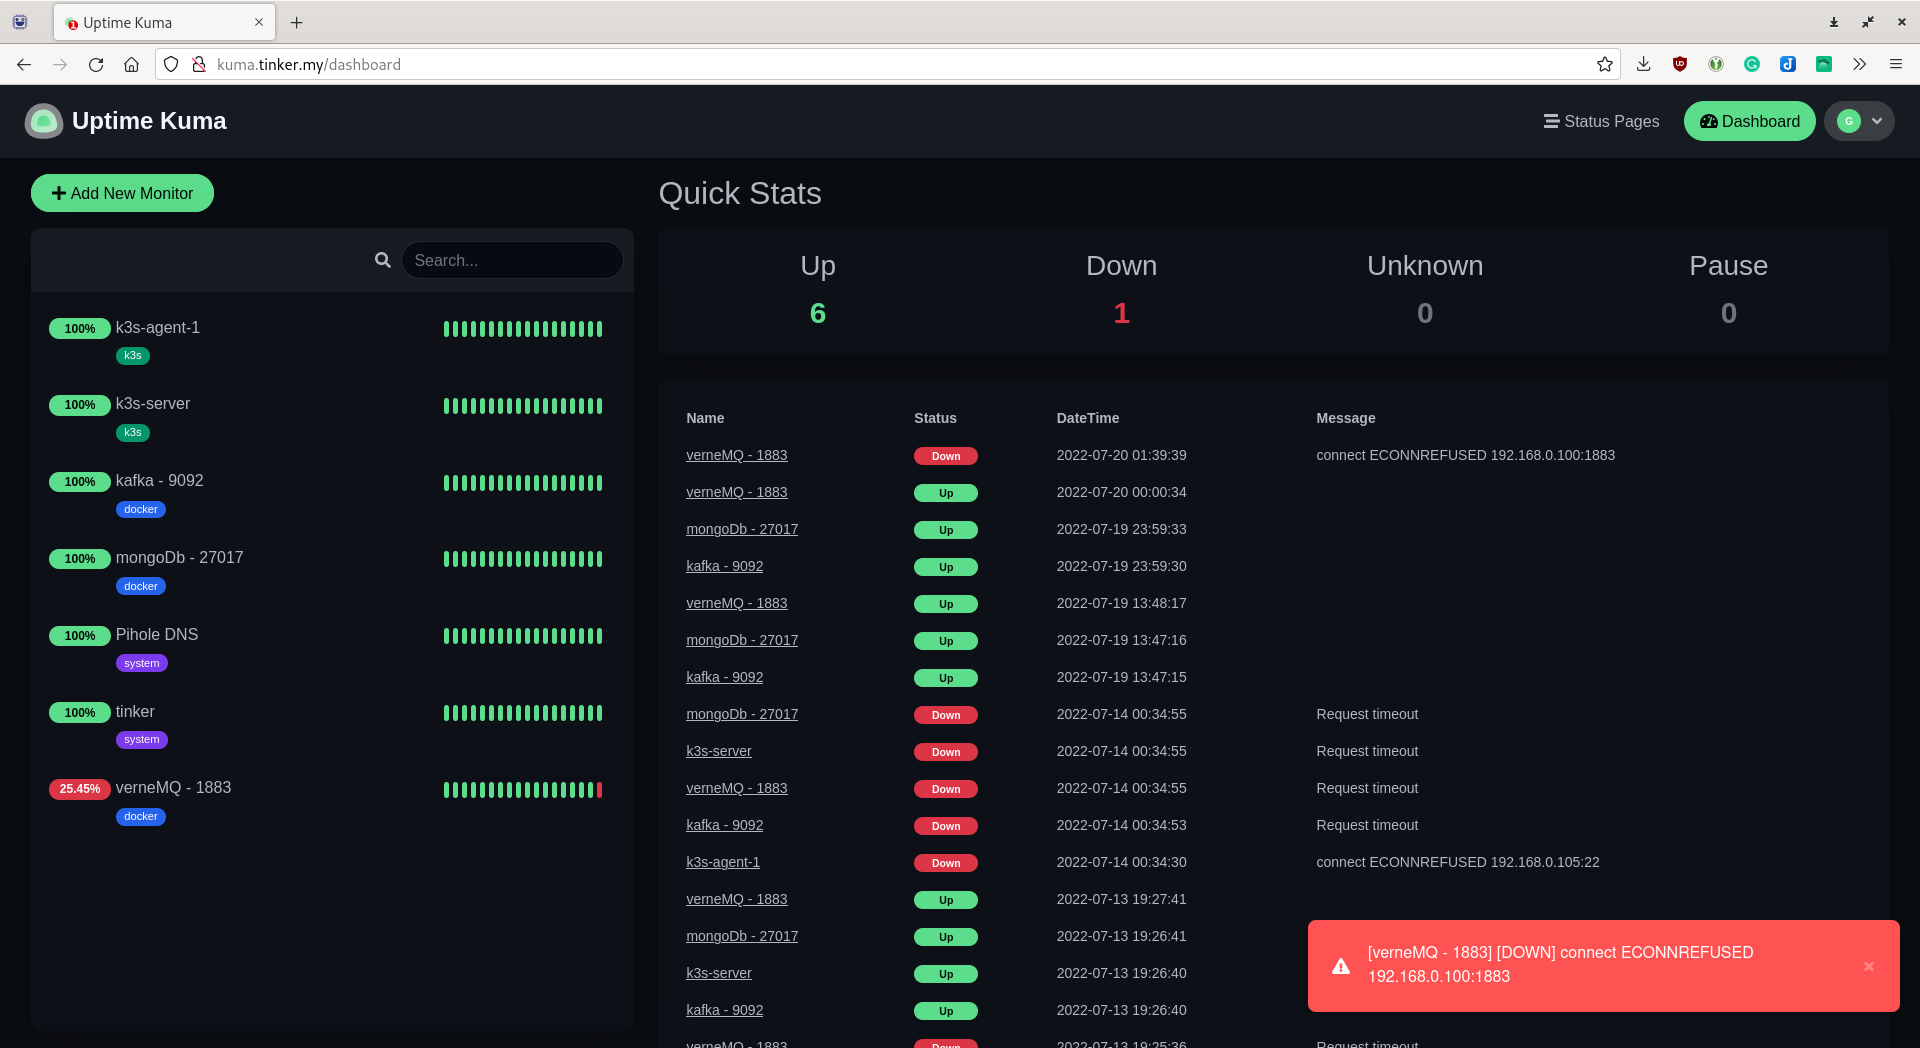 Uptime Kuma
kuma.tinker.my/dashboard
Uptime Kuma
Status Pages
Dashboard
G
Add New Monitor
Search...
100% k3s-agent-1
k3s
100% k3s-server
k3s
100% kafka - 9092
docker
100% mongoDb - 27017
docker
100% Pihole DNS
system
100% tinker
system
25.45% verneMQ - 1883
docker
Quick Stats
Up Down Unknown Pause
6 1 0 0
Name Status DateTime Message
verneMQ - 1883 Down 2022-07-20 01:39:39 connect ECONNREFUSED 192.168.0.100:1883
verneMQ - 1883 Up 2022-07-20 00:00:34
mongoDb - 27017 Up 2022-07-19 23:59:33
kafka - 9092 Up 2022-07-19 23:59:30
verneMQ - 1883 Up 2022-07-19 13:48:17
mongoDb - 27017 Up 2022-07-19 13:47:16
kafka - 9092 Up 2022-07-19 13:47:15
mongoDb - 27017 Down 2022-07-14 00:34:55 Request timeout
k3s-server Down 2022-07-14 00:34:55 Request timeout
verneMQ - 1883 Down 2022-07-14 00:34:55 Request timeout
kafka - 9092 Down 2022-07-14 00:34:53 Request timeout
k3s-agent-1 Down 2022-07-14 00:34:30 connect ECONNREFUSED 192.168.0.105:22
verneMQ - 1883 Up 2022-07-13 19:27:41
mongoDb - 27017 Up 2022-07-13 19:26:41
k3s-server Up 2022-07-13 19:26:40
kafka - 9092 Up 2022-07-13 19:26:40
verneMQ - 1883 Down 2022-07-13 19:25:36 Request timeout
[verneMQ - 1883] [DOWN] connect ECONNREFUSED
192.168.0.100:1883